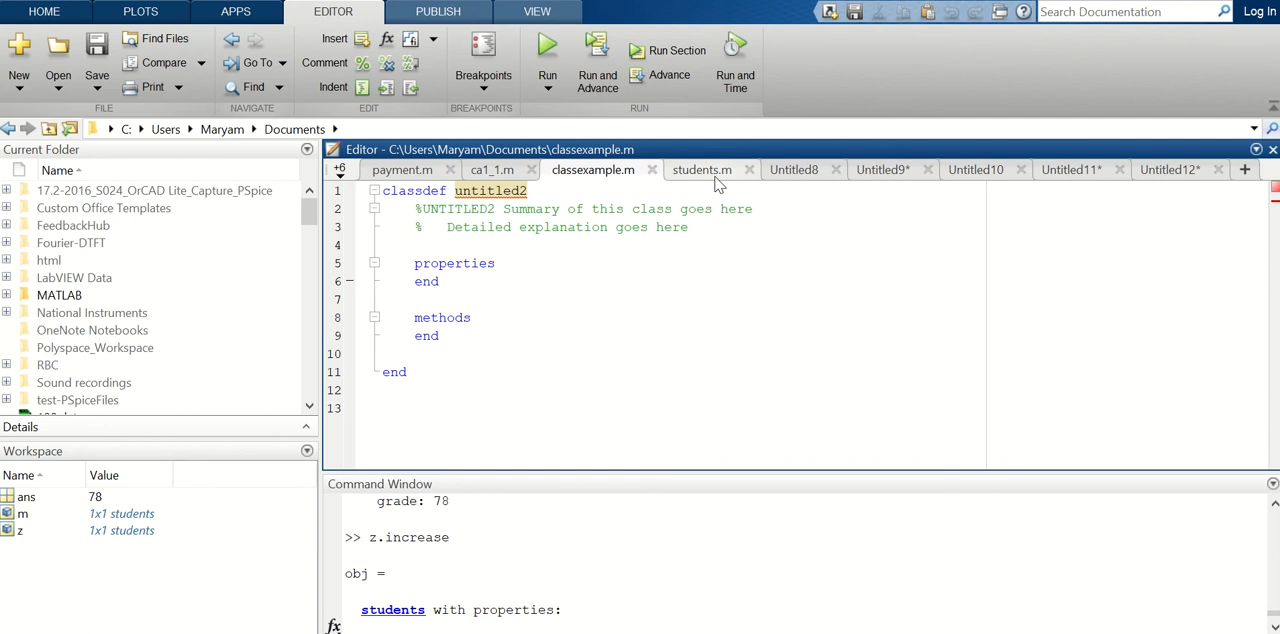 HOME PLOTS APPS EDITOR PUBLISH VIEW Search Documentation Log In
New Open Save Find Files Compare Print
FILE
Go To Find
NAVIGATE
Insert fx
Comment
Indent
EDIT
Breakpoints
BREAKPOINTS
Run Run and Advance Run Section Advance Run and Time
RUN
C: Users Maryam Documents
Current Folder
Name
17.2-2016_S024_OrCAD Lite_Capture_PSpice
Custom Office Templates
FeedbackHub
Fourier-DTFT
html
LabVIEW Data
MATLAB
National Instruments
OneNote Notebooks
Polyspace_Workspace
RBC
Sound recordings
test-PSpiceFiles
Details
Workspace
Name Value
ans 78
m 1x1 students
z 1x1 students
Editor - C:\Users\Maryam\Documents\classexample.m
+6 payment.m ca1_1.m classexample.m students.m Untitled8 Untitled9* Untitled10 Untitled11* Untitled12* +
1 classdef untitled2
2 %UNTITLED2 Summary of this class goes here
3 % Detailed explanation goes here
4
5 properties
6 end
7
8 methods
9 end
10
11 end
12
13
Command Window
grade: 78
>> z.increase
obj =
students with properties:
fx